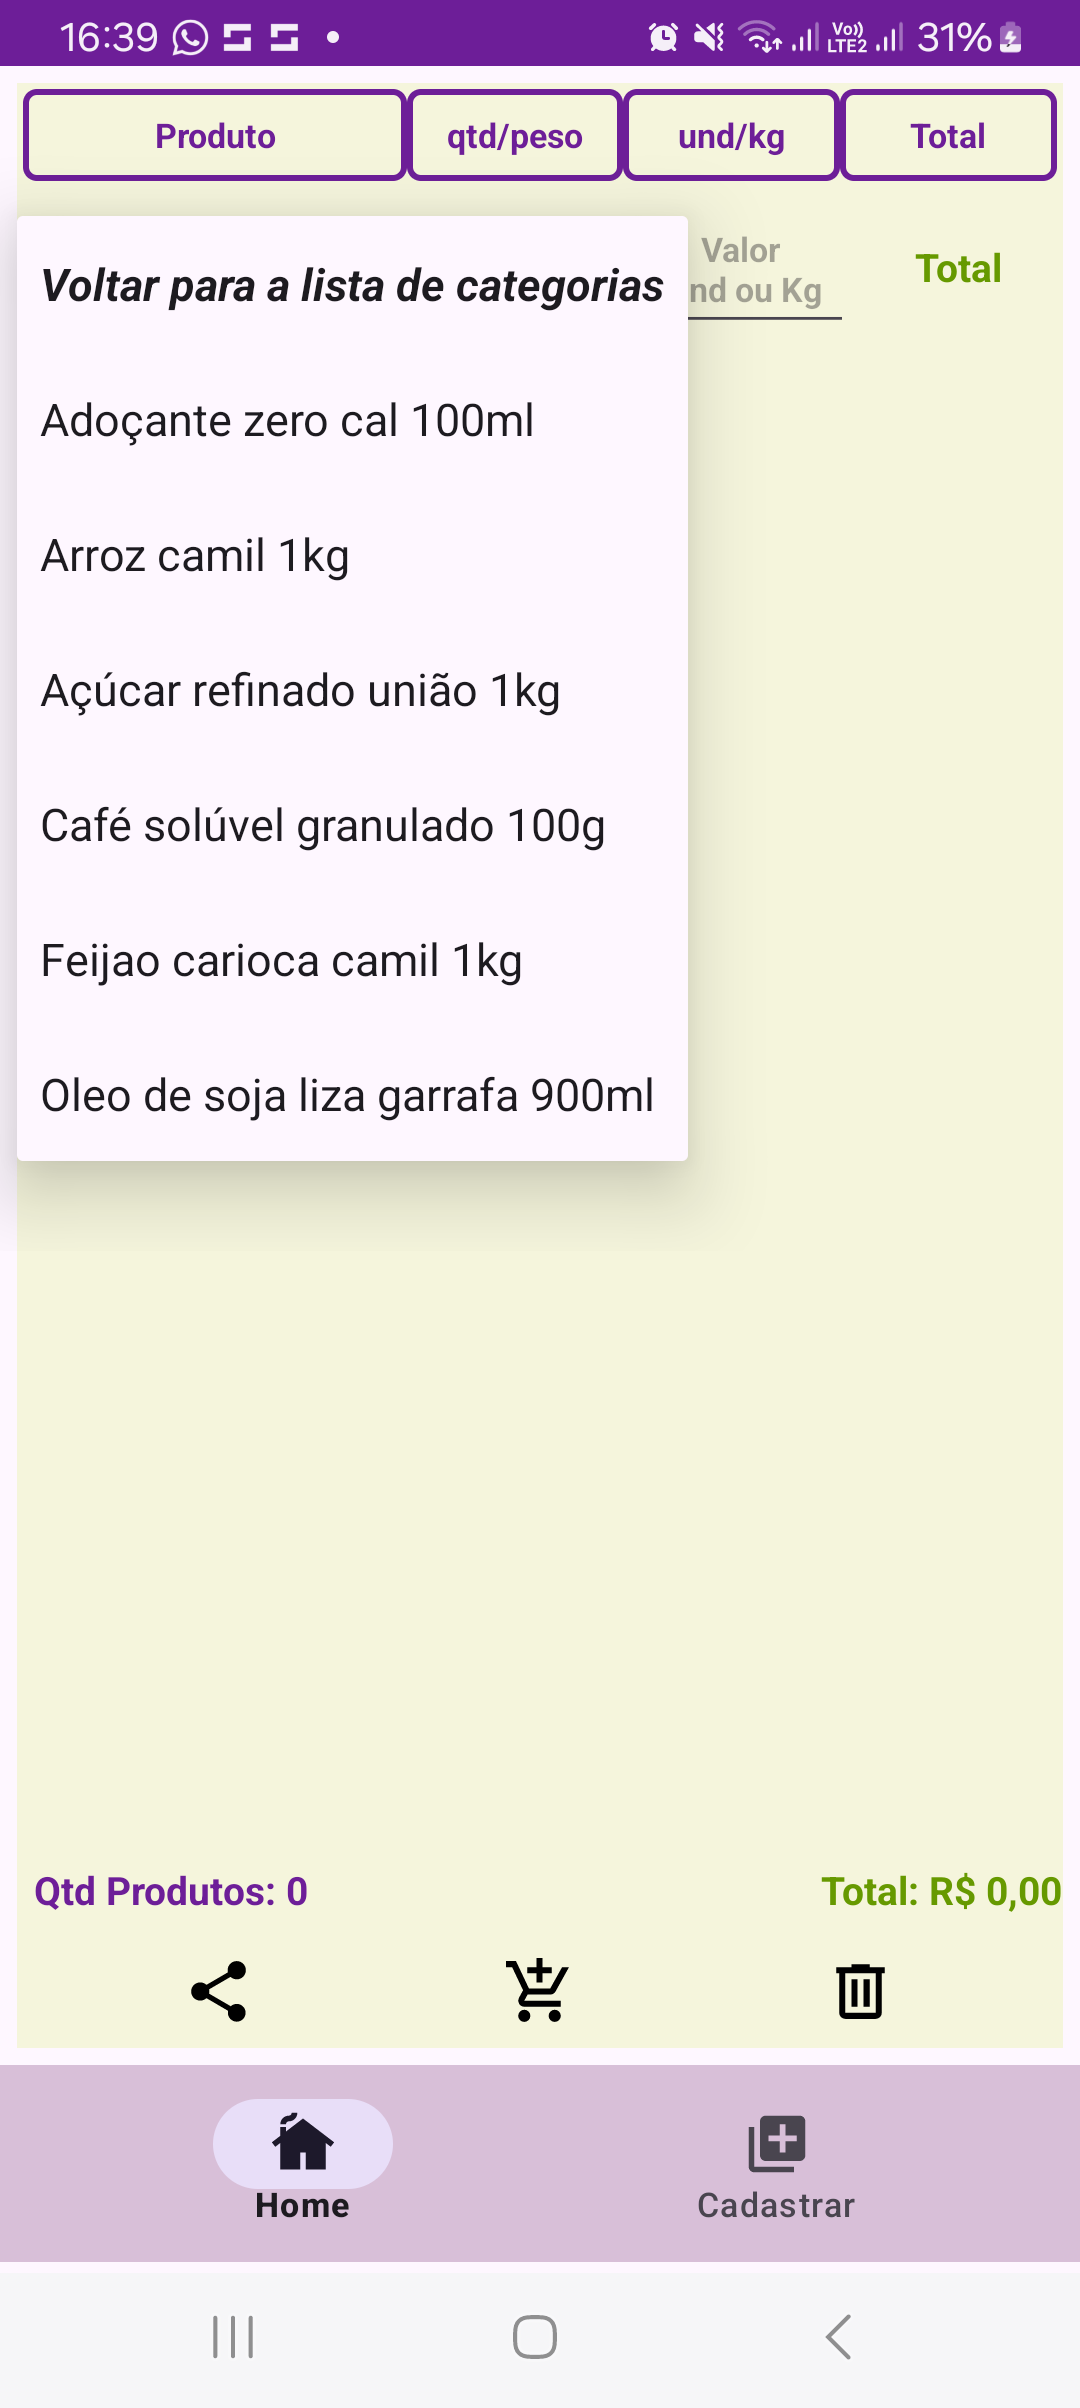 16:39
Vo)) LTE2
31%
Produto qtd/peso und/kg Total
Voltar para a lista de categorias
Valor
nd ou Kg
Total
Adoçante zero cal 100ml
Arroz camil 1kg
Açúcar refinado união 1kg
Café solúvel granulado 100g
Feijao carioca camil 1kg
Oleo de soja liza garrafa 900ml
Qtd Produtos: 0
Total: R$ 0,00
Home
Cadastrar